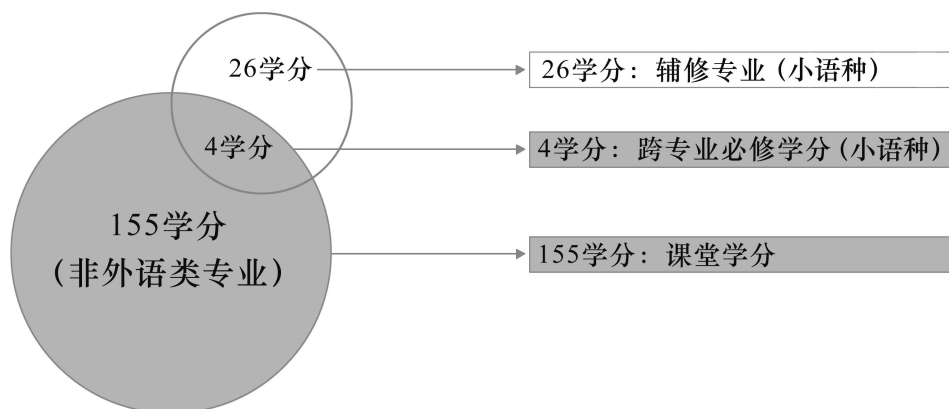 26学分
26学分：辅修专业（小语种）
4学分
4学分：跨专业必修学分（小语种）
155学分
（非外语类专业）
155学分：课堂学分